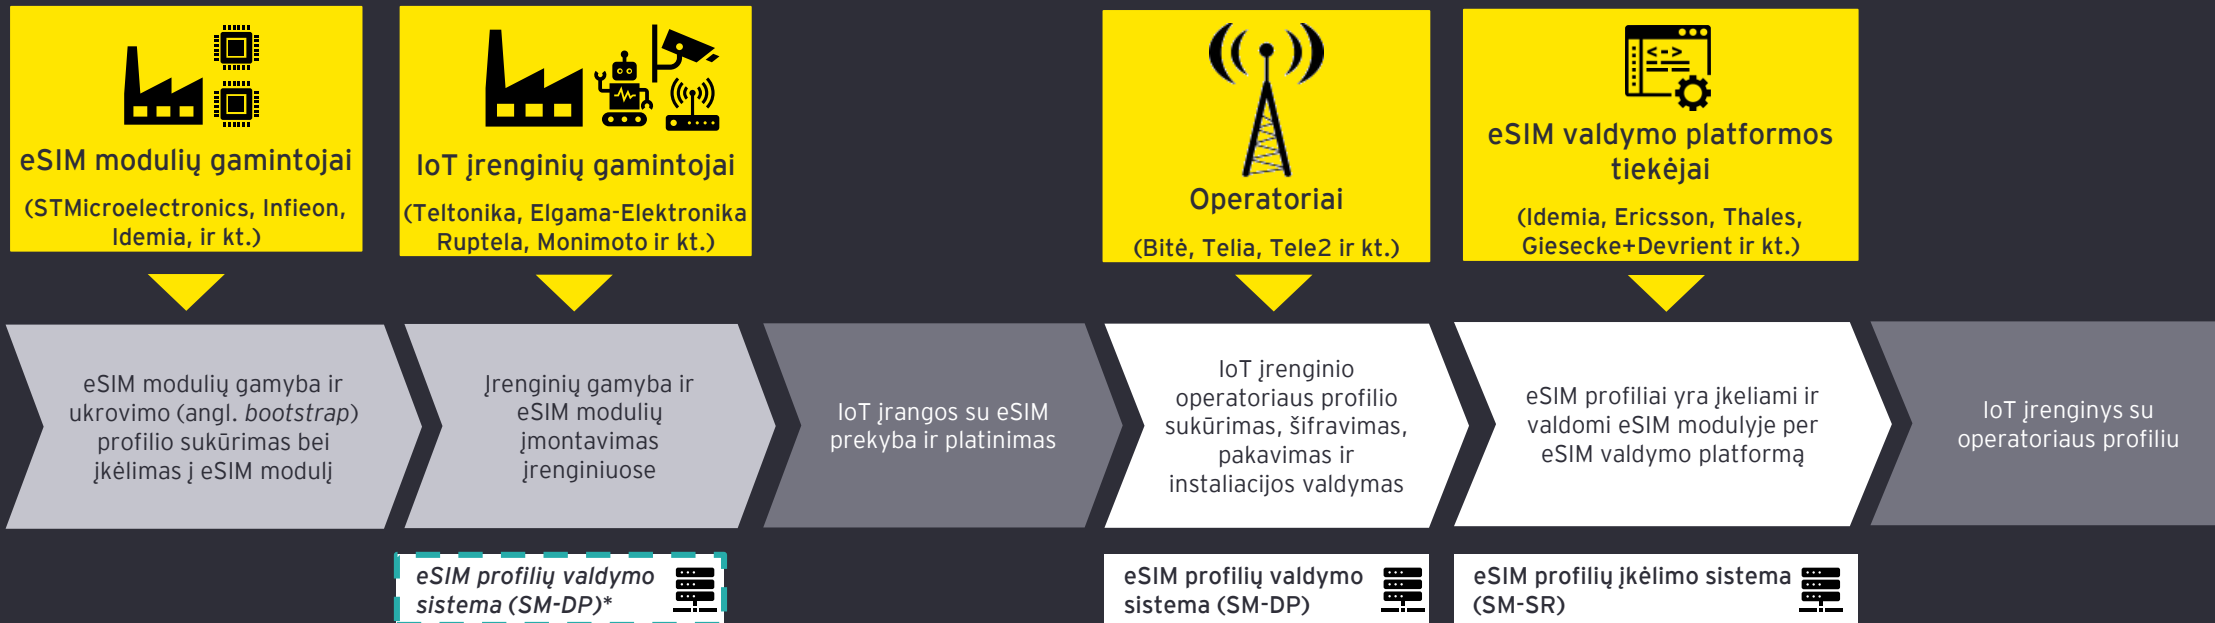 eSIM modulių gamintojai
(STMicroelectronics, Infieon,
Idemia, ir kt.)
IoT įrenginių gamintojai
(Teltonika, Elgama-Elektronika
Ruptela, Monimoto ir kt.)
Operatoriai
(Bitė, Telia, Tele2 ir kt.)
eSIM valdymo platformos
tiekėjai
(Idemia, Ericsson, Thales,
Giesecke+Devrient ir kt.)
eSIM modulių gamyba ir
ukrovimo (angl. bootstrap)
profilio sukūrimas bei
įkėlimas į eSIM modulį
Įrenginių gamyba ir
eSIM modulių
įmontavimas
įrenginiuose
IoT įrangos su eSIM
prekyba ir platinimas
IoT įrenginio
operatoriaus profilio
sukūrimas, šifravimas,
pakavimas ir
instaliacijos valdymas
eSIM profiliai yra įkeliami ir
valdomi eSIM modulyje per
eSIM valdymo platformą
IoT įrenginys su
operatoriaus profiliu
eSIM profilių valdymo
sistema (SM-DP)*
eSIM profilių valdymo
sistema (SM-DP)
eSIM profilių įkėlimo sistema
(SM-SR)